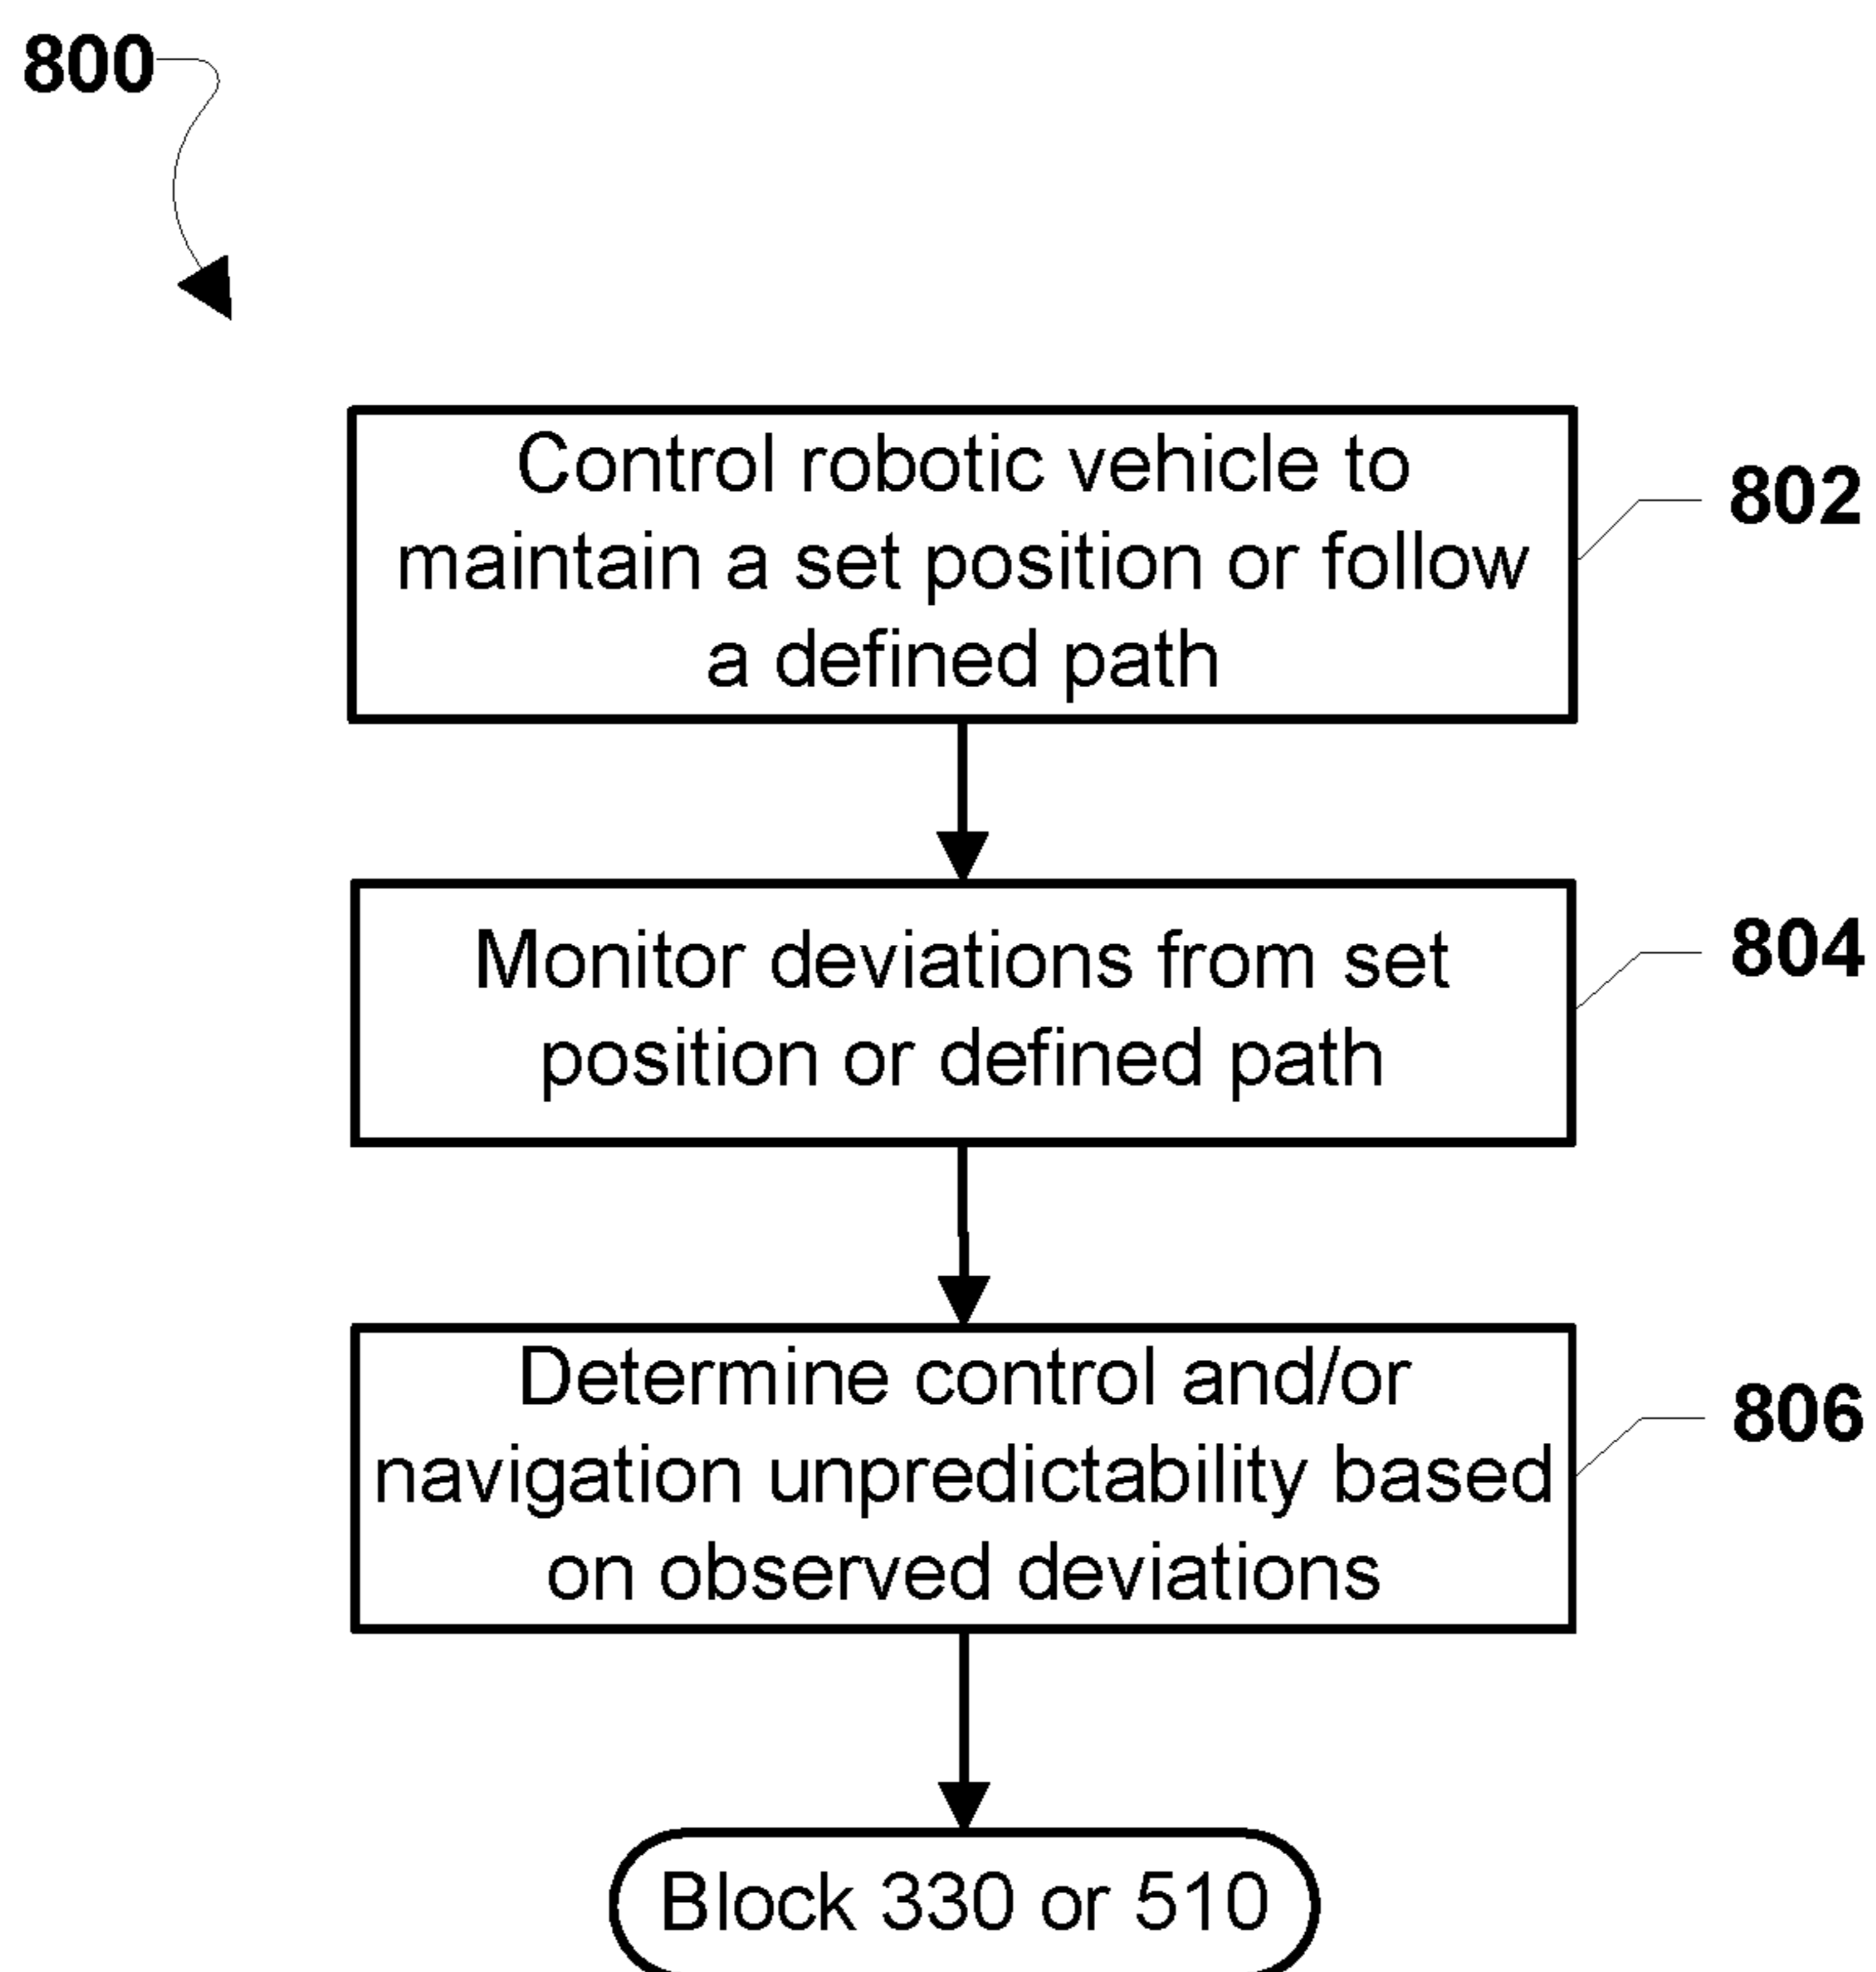 800
Control robotic vehicle to
maintain a set position or follow
a defined path
802
Monitor deviations from set
position or defined path
804
Determine control and/or
navigation unpredictability based
on observed deviations
806
Block 330 or 510